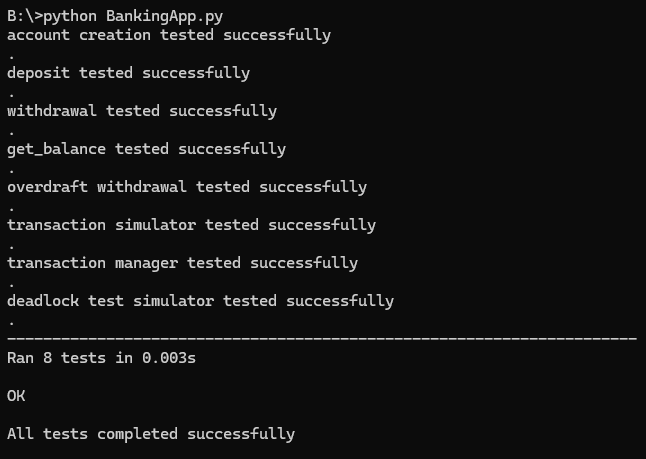 B:\>python BankingApp.py
account creation tested successfully
.
deposit tested successfully
.
withdrawal tested successfully
.
get_balance tested successfully
.
overdraft withdrawal tested successfully
.
transaction simulator tested successfully
.
transaction manager tested successfully
.
deadlock test simulator tested successfully
.
----------------------------------------------------------------------
Ran 8 tests in 0.003s

OK

All tests completed successfully